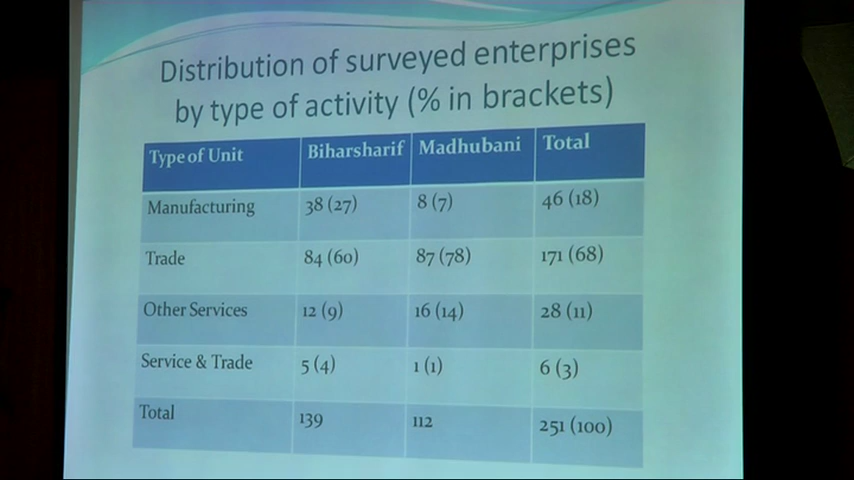 Distribution of surveyed enterprises
by type of activity (% in brackets)
Type of Unit Biharsharif Madhubani Total
Manufacturing 38 (27) 8 (7) 46 (18)
Trade 84 (60) 87 (78) 171 (68)
Other Services 12 (9) 16 (14) 28 (11)
Service & Trade 5 (4) 1 (1) 6 (3)
Total 139 112 251 (100)